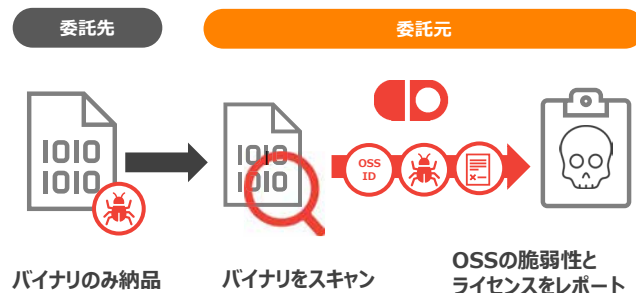 委託先
委託元
1010
1010
1010
1010
OSS
ID
バイナリのみ納品
バイナリをスキャン
OSSの脆弱性と
ライセンスをレポート